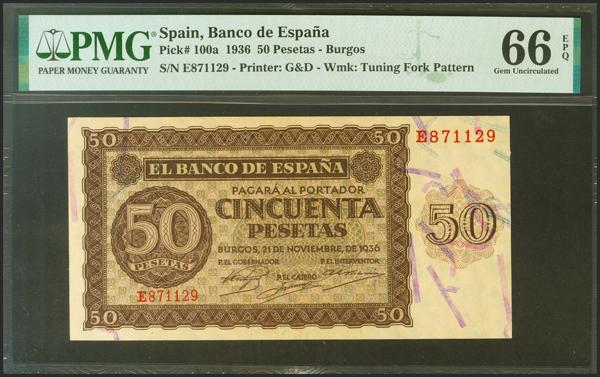 PMG
PAPER MONEY GUARANTY
Spain, Banco de España
Pick# 100a 1936 50 Pesetas - Burgos
S/N E871129 - Printer: G&D - Wmk: Tuning Fork Pattern
66 EPQ
Gem Uncirculated
50 50
E871129
EL BANCO DE ESPAÑA
PAGARÁ AL PORTADOR
CINCUENTA
PESETAS
BURGOS, 21 DE NOVIEMBRE, DE 1936
P.EL GOBERNADOR P.EL INTERVENTOR
P.EL CAJERO
50
PESETAS
50
E871129
50 50